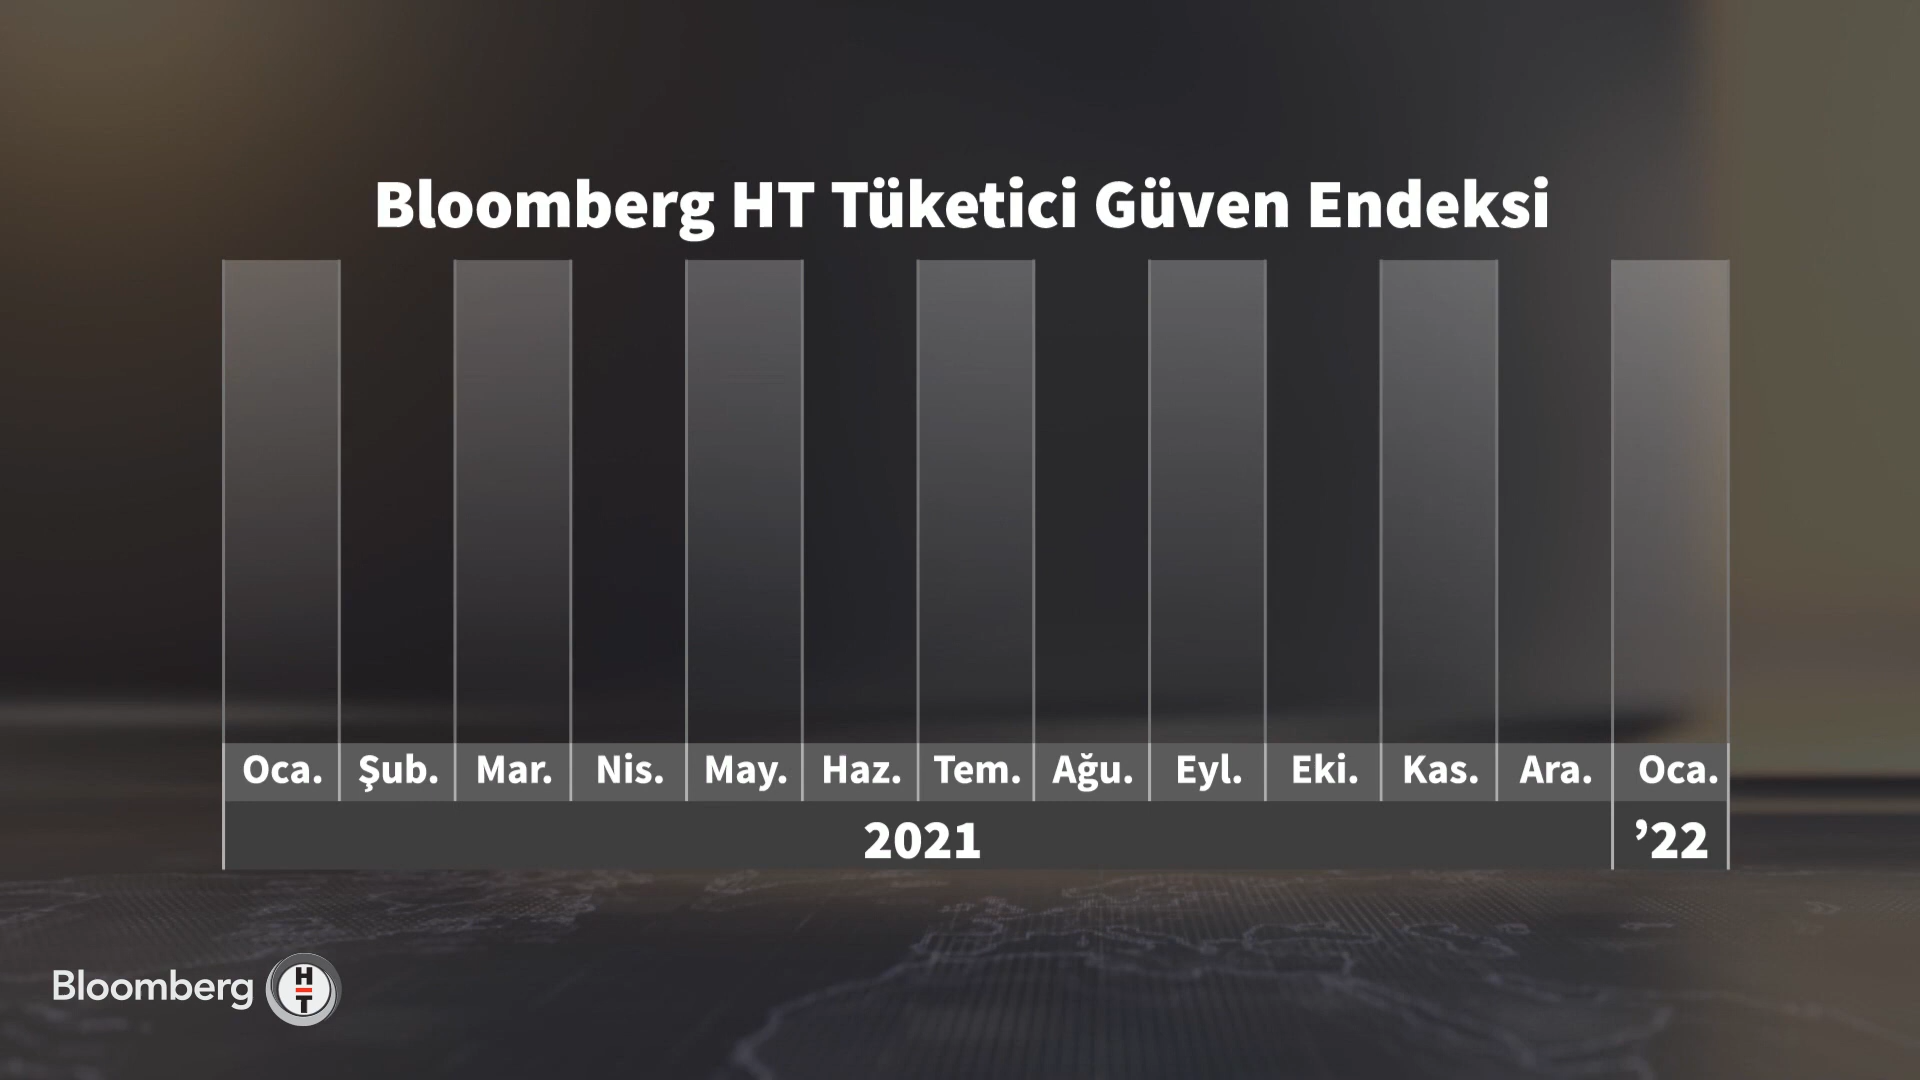 Bloomberg HT Tüketici Güven Endeksi
Oca. Şub. Mar. Nis. May. Haz. Tem. Ağu. Eyl. Eki. Kas. Ara. Oca.
2021 ’22
Bloomberg HT